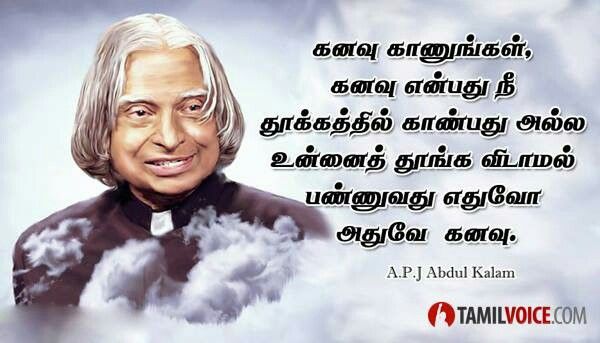 கனவு காணுங்கள்,
கனவு என்பது நீ
தூக்கத்தில் காண்பது அல்ல
உன்னைத் தூங்க விடாமல்
பண்ணுவது எதுவோ
அதுவே கனவு.
A.P.J Abdul Kalam
TAMILVOICE.COM